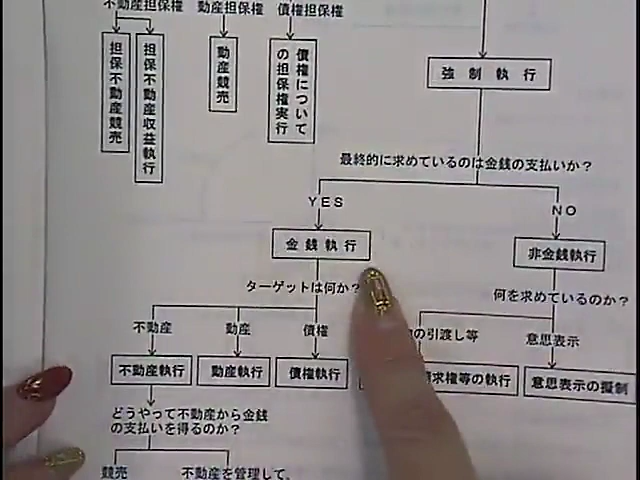 不動産担保権
動産担保権
債権担保権
担保不動産競売
担保不動産収益執行
動産競売
債権について
の担保権実行
強制執行
最終的に求めているのは金銭の支払いか?
YES
NO
金銭執行
非金銭執行
ターゲットは何か?
何を求めているのか?
不動産
動産
債権
の引渡し等
意思表示
不動産執行
動産執行
債権執行
求権等の執行
意思表示の擬制
どうやって不動産から金銭
の支払いを得るのか?
競売
不動産を管理して、